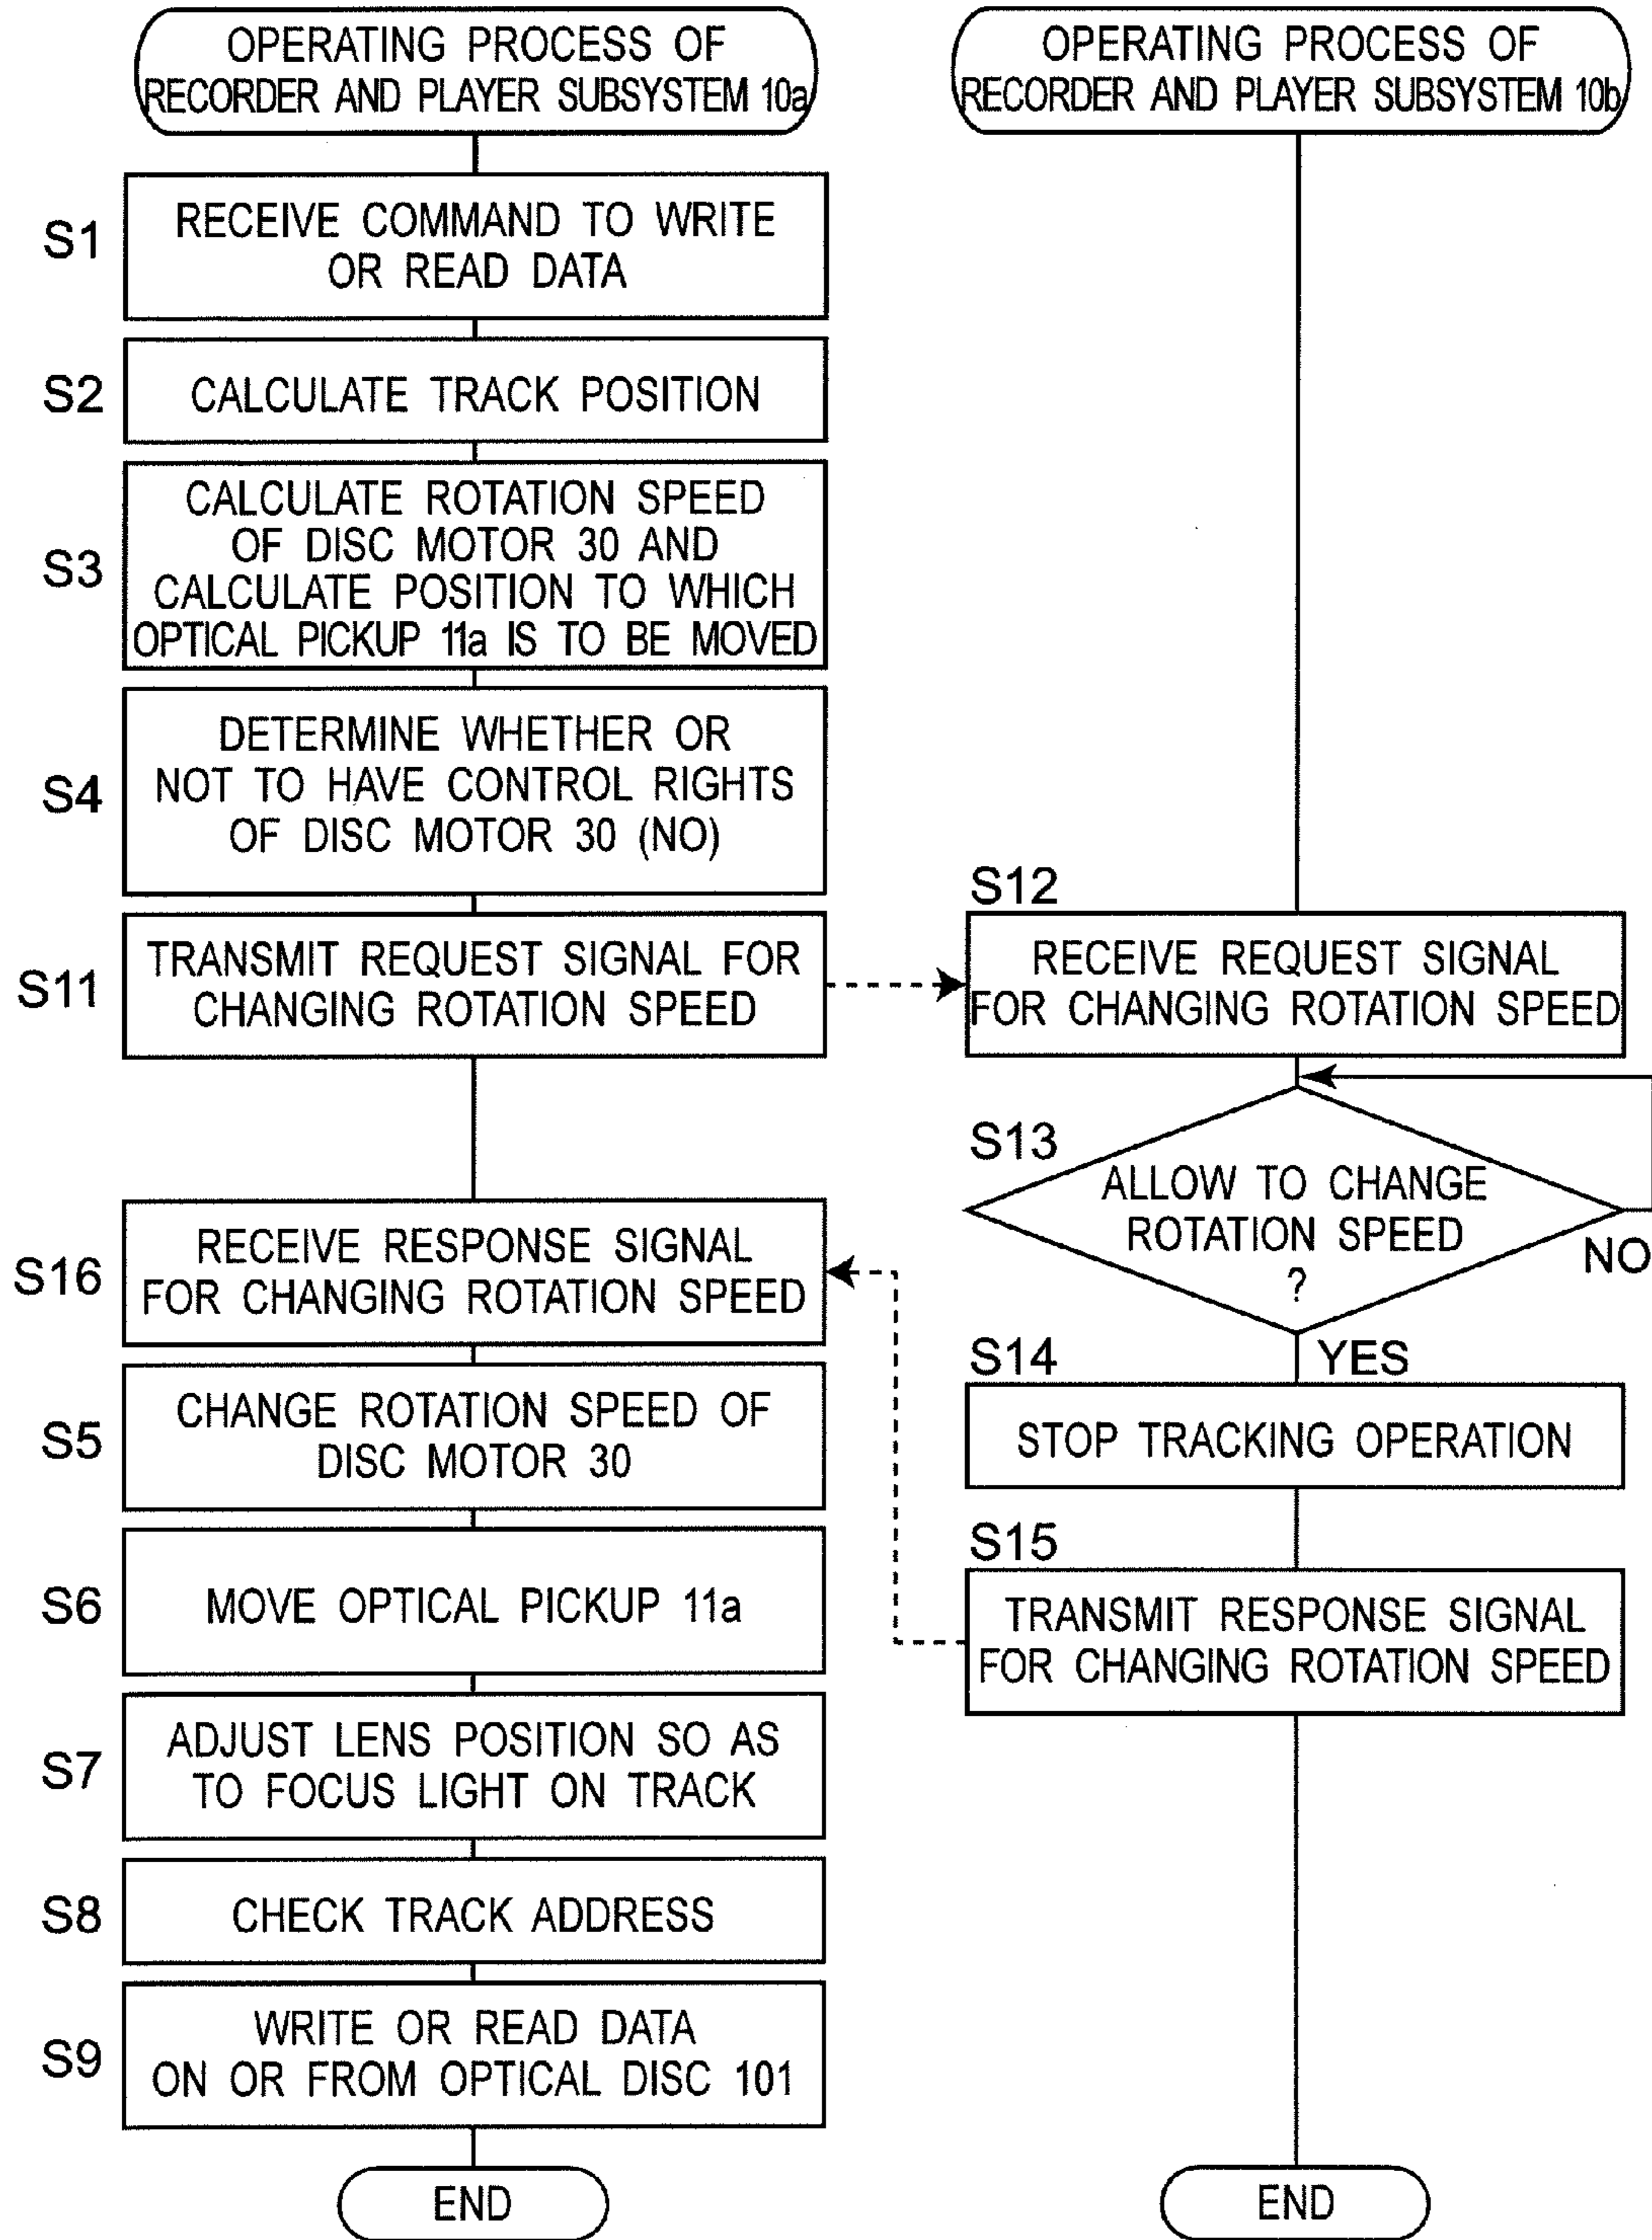 OPERATING PROCESS OF
RECORDER AND PLAYER SUBSYSTEM 10a
S1
RECEIVE COMMAND TO WRITE
OR READ DATA
S2
CALCULATE TRACK POSITION
S3
CALCULATE ROTATION SPEED
OF DISC MOTOR 30 AND
CALCULATE POSITION TO WHICH
OPTICAL PICKUP 11a IS TO BE MOVED
S4
DETERMINE WHETHER OR
NOT TO HAVE CONTROL RIGHTS
OF DISC MOTOR 30 (NO)
S11
TRANSMIT REQUEST SIGNAL FOR
CHANGING ROTATION SPEED
S16
RECEIVE RESPONSE SIGNAL
FOR CHANGING ROTATION SPEED
S5
CHANGE ROTATION SPEED OF
DISC MOTOR 30
S6
MOVE OPTICAL PICKUP 11a
S7
ADJUST LENS POSITION SO AS
TO FOCUS LIGHT ON TRACK
S8
CHECK TRACK ADDRESS
S9
WRITE OR READ DATA
ON OR FROM OPTICAL DISC 101
END
OPERATING PROCESS OF
RECORDER AND PLAYER SUBSYSTEM 10b
S12
RECEIVE REQUEST SIGNAL
FOR CHANGING ROTATION SPEED
S13
ALLOW TO CHANGE
ROTATION SPEED
?
NO
YES
S14
STOP TRACKING OPERATION
S15
TRANSMIT RESPONSE SIGNAL
FOR CHANGING ROTATION SPEED
END